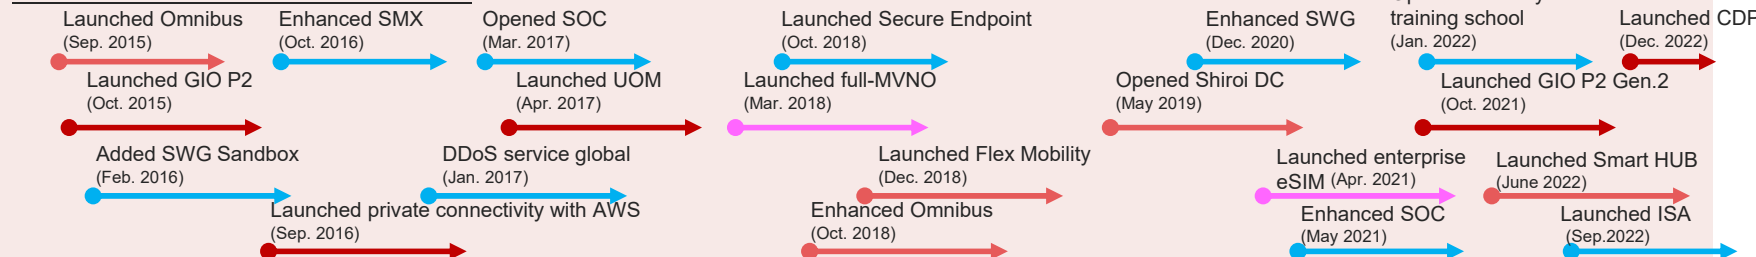 Launched Omnibus
(Sep. 2015)
Enhanced SMX
(Oct. 2016)
Opened SOC
(Mar. 2017)
Launched Secure Endpoint
(Oct. 2018)
Enhanced SWG
(Dec. 2020)
training school
(Jan. 2022)
Launched CDP
(Dec. 2022)
Launched GIO P2
(Oct. 2015)
Launched UOM
(Apr. 2017)
Launched full-MVNO
(Mar. 2018)
Opened Shiroi DC
(May 2019)
Launched GIO P2 Gen.2
(Oct. 2021)
Added SWG Sandbox
(Feb. 2016)
DDoS service global
(Jan. 2017)
Launched Flex Mobility
(Dec. 2018)
Launched enterprise
eSIM (Apr. 2021)
Launched Smart HUB
(June 2022)
Launched private connectivity with AWS
(Sep. 2016)
Enhanced Omnibus
(Oct. 2018)
Enhanced SOC
(May 2021)
Launched ISA
(Sep.2022)